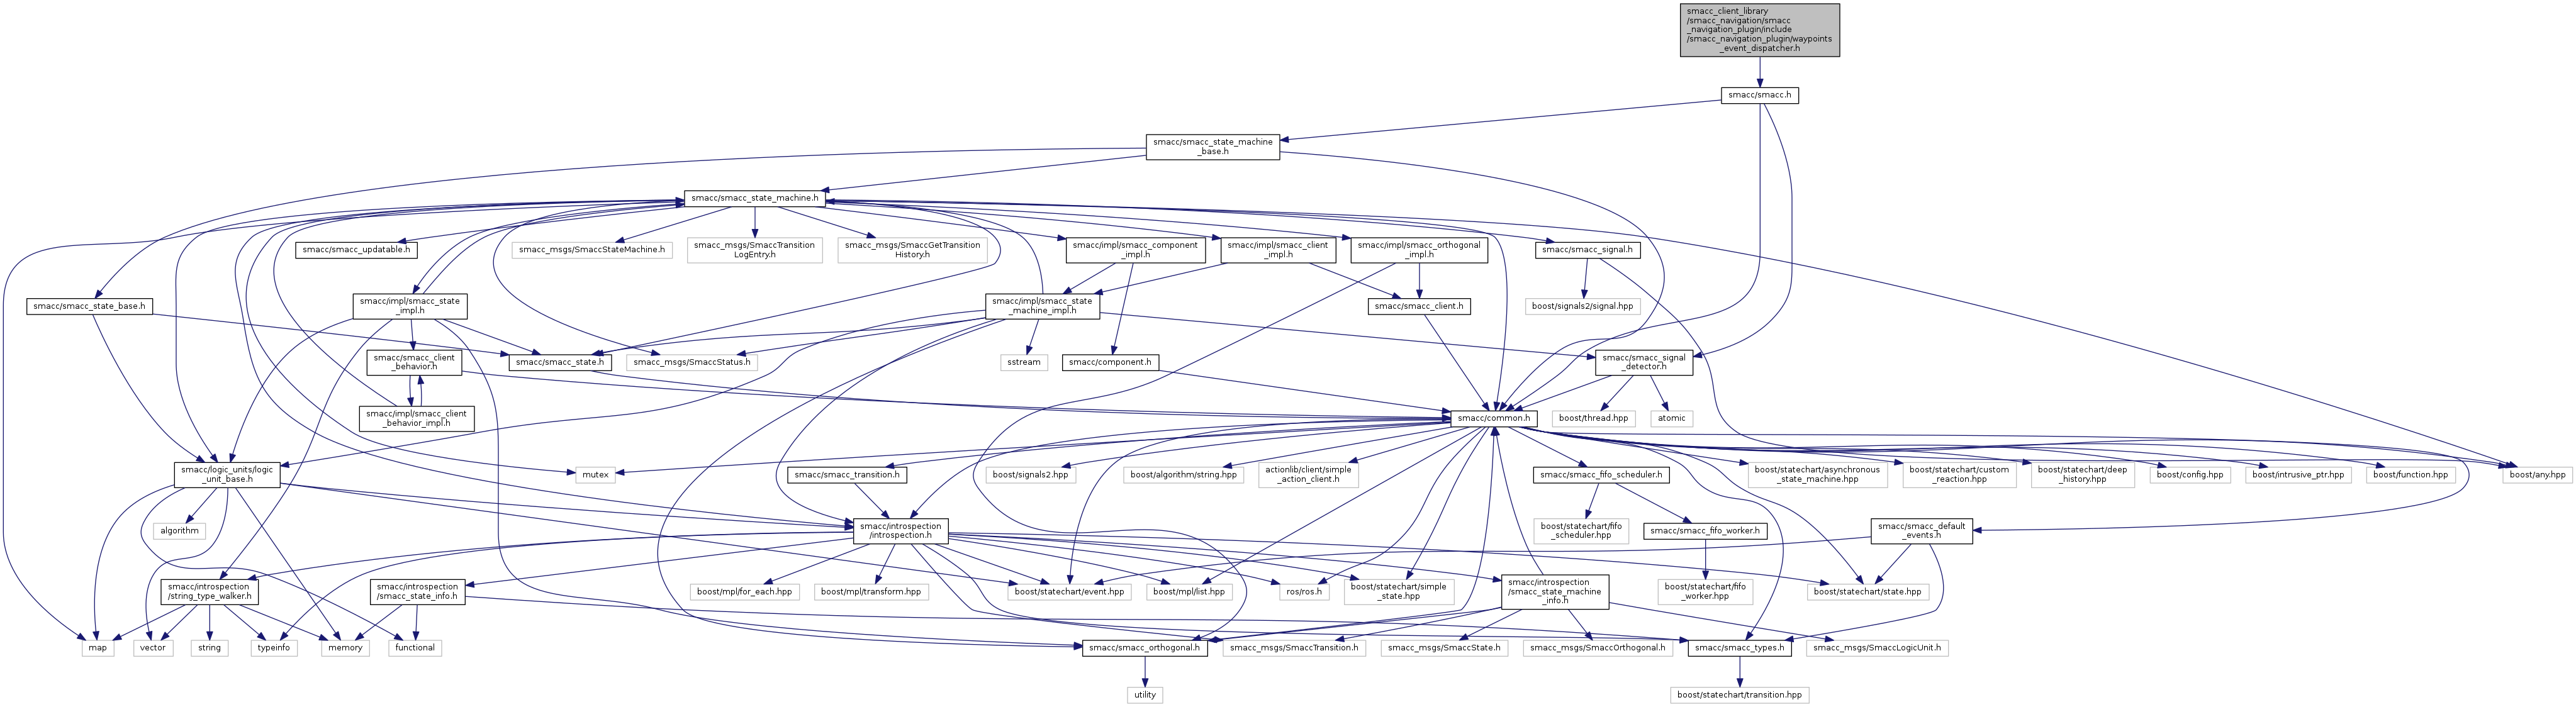 smacc_client_library
/smacc_navigation/smacc
_navigation_plugin/include
/smacc_navigation_plugin/waypoints
_event_dispatcher.h
smacc/smacc.h
smacc/smacc_state_machine
_base.h
smacc/smacc_state_machine.h
smacc/smacc_updatable.h
smacc_msgs/SmaccStateMachine.h
smacc_msgs/SmaccTransition
LogEntry.h
smacc_msgs/SmaccGetTransition
History.h
smacc/impl/smacc_component
_impl.h
smacc/impl/smacc_client
_impl.h
smacc/impl/smacc_orthogonal
_impl.h
smacc/smacc_signal.h
smacc/smacc_state_base.h
smacc/impl/smacc_state
_impl.h
smacc/impl/smacc_state
_machine_impl.h
smacc/smacc_client.h
boost/signals2/signal.hpp
smacc/smacc_client
_behavior.h
smacc/smacc_state.h
smacc_msgs/SmaccStatus.h
sstream
smacc/component.h
smacc/smacc_signal
_detector.h
smacc/impl/smacc_client
_behavior_impl.h
smacc/common.h
boost/thread.hpp
atomic
smacc/logic_units/logic
_unit_base.h
mutex
smacc/smacc_transition.h
boost/signals2.hpp
boost/algorithm/string.hpp
actionlib/client/simple
_action_client.h
smacc/smacc_fifo_scheduler.h
boost/statechart/asynchronous
_state_machine.hpp
boost/statechart/custom
_reaction.hpp
boost/statechart/deep
_history.hpp
boost/config.hpp
boost/intrusive_ptr.hpp
boost/function.hpp
boost/any.hpp
algorithm
smacc/introspection
/introspection.h
boost/statechart/fifo
_scheduler.hpp
smacc/smacc_fifo_worker.h
smacc/smacc_default
_events.h
smacc/introspection
/string_type_walker.h
smacc/introspection
/smacc_state_info.h
boost/mpl/for_each.hpp
boost/mpl/transform.hpp
boost/statechart/event.hpp
boost/mpl/list.hpp
ros/ros.h
boost/statechart/simple
_state.hpp
smacc/introspection
/smacc_state_machine
_info.h
boost/statechart/fifo
_worker.hpp
boost/statechart/state.hpp
map
vector
string
typeinfo
memory
functional
smacc/smacc_orthogonal.h
smacc_msgs/SmaccTransition.h
smacc_msgs/SmaccState.h
smacc_msgs/SmaccOrthogonal.h
smacc/smacc_types.h
smacc_msgs/SmaccLogicUnit.h
utility
boost/statechart/transition.hpp